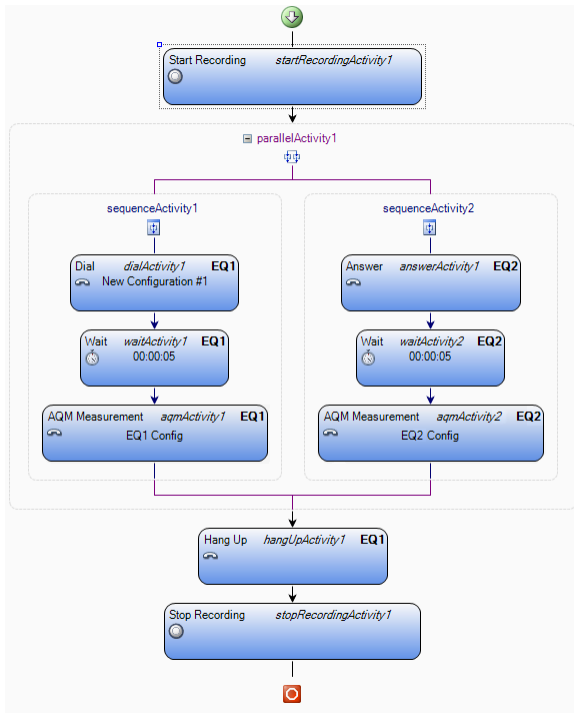 Start Recording startRecordingActivity1
parallelActivity1
sequenceActivity1
Dial dialActivity1 EQ1
New Configuration #1
Wait waitActivity1 EQ1
00:00:05
AQM Measurement aqmActivity1 EQ1
EQ1 Config
sequenceActivity2
Answer answerActivity1 EQ2
Wait waitActivity2 EQ2
00:00:05
AQM Measurement aqmActivity2 EQ2
EQ2 Config
Hang Up hangUpActivity1 EQ1
Stop Recording stopRecordingActivity1